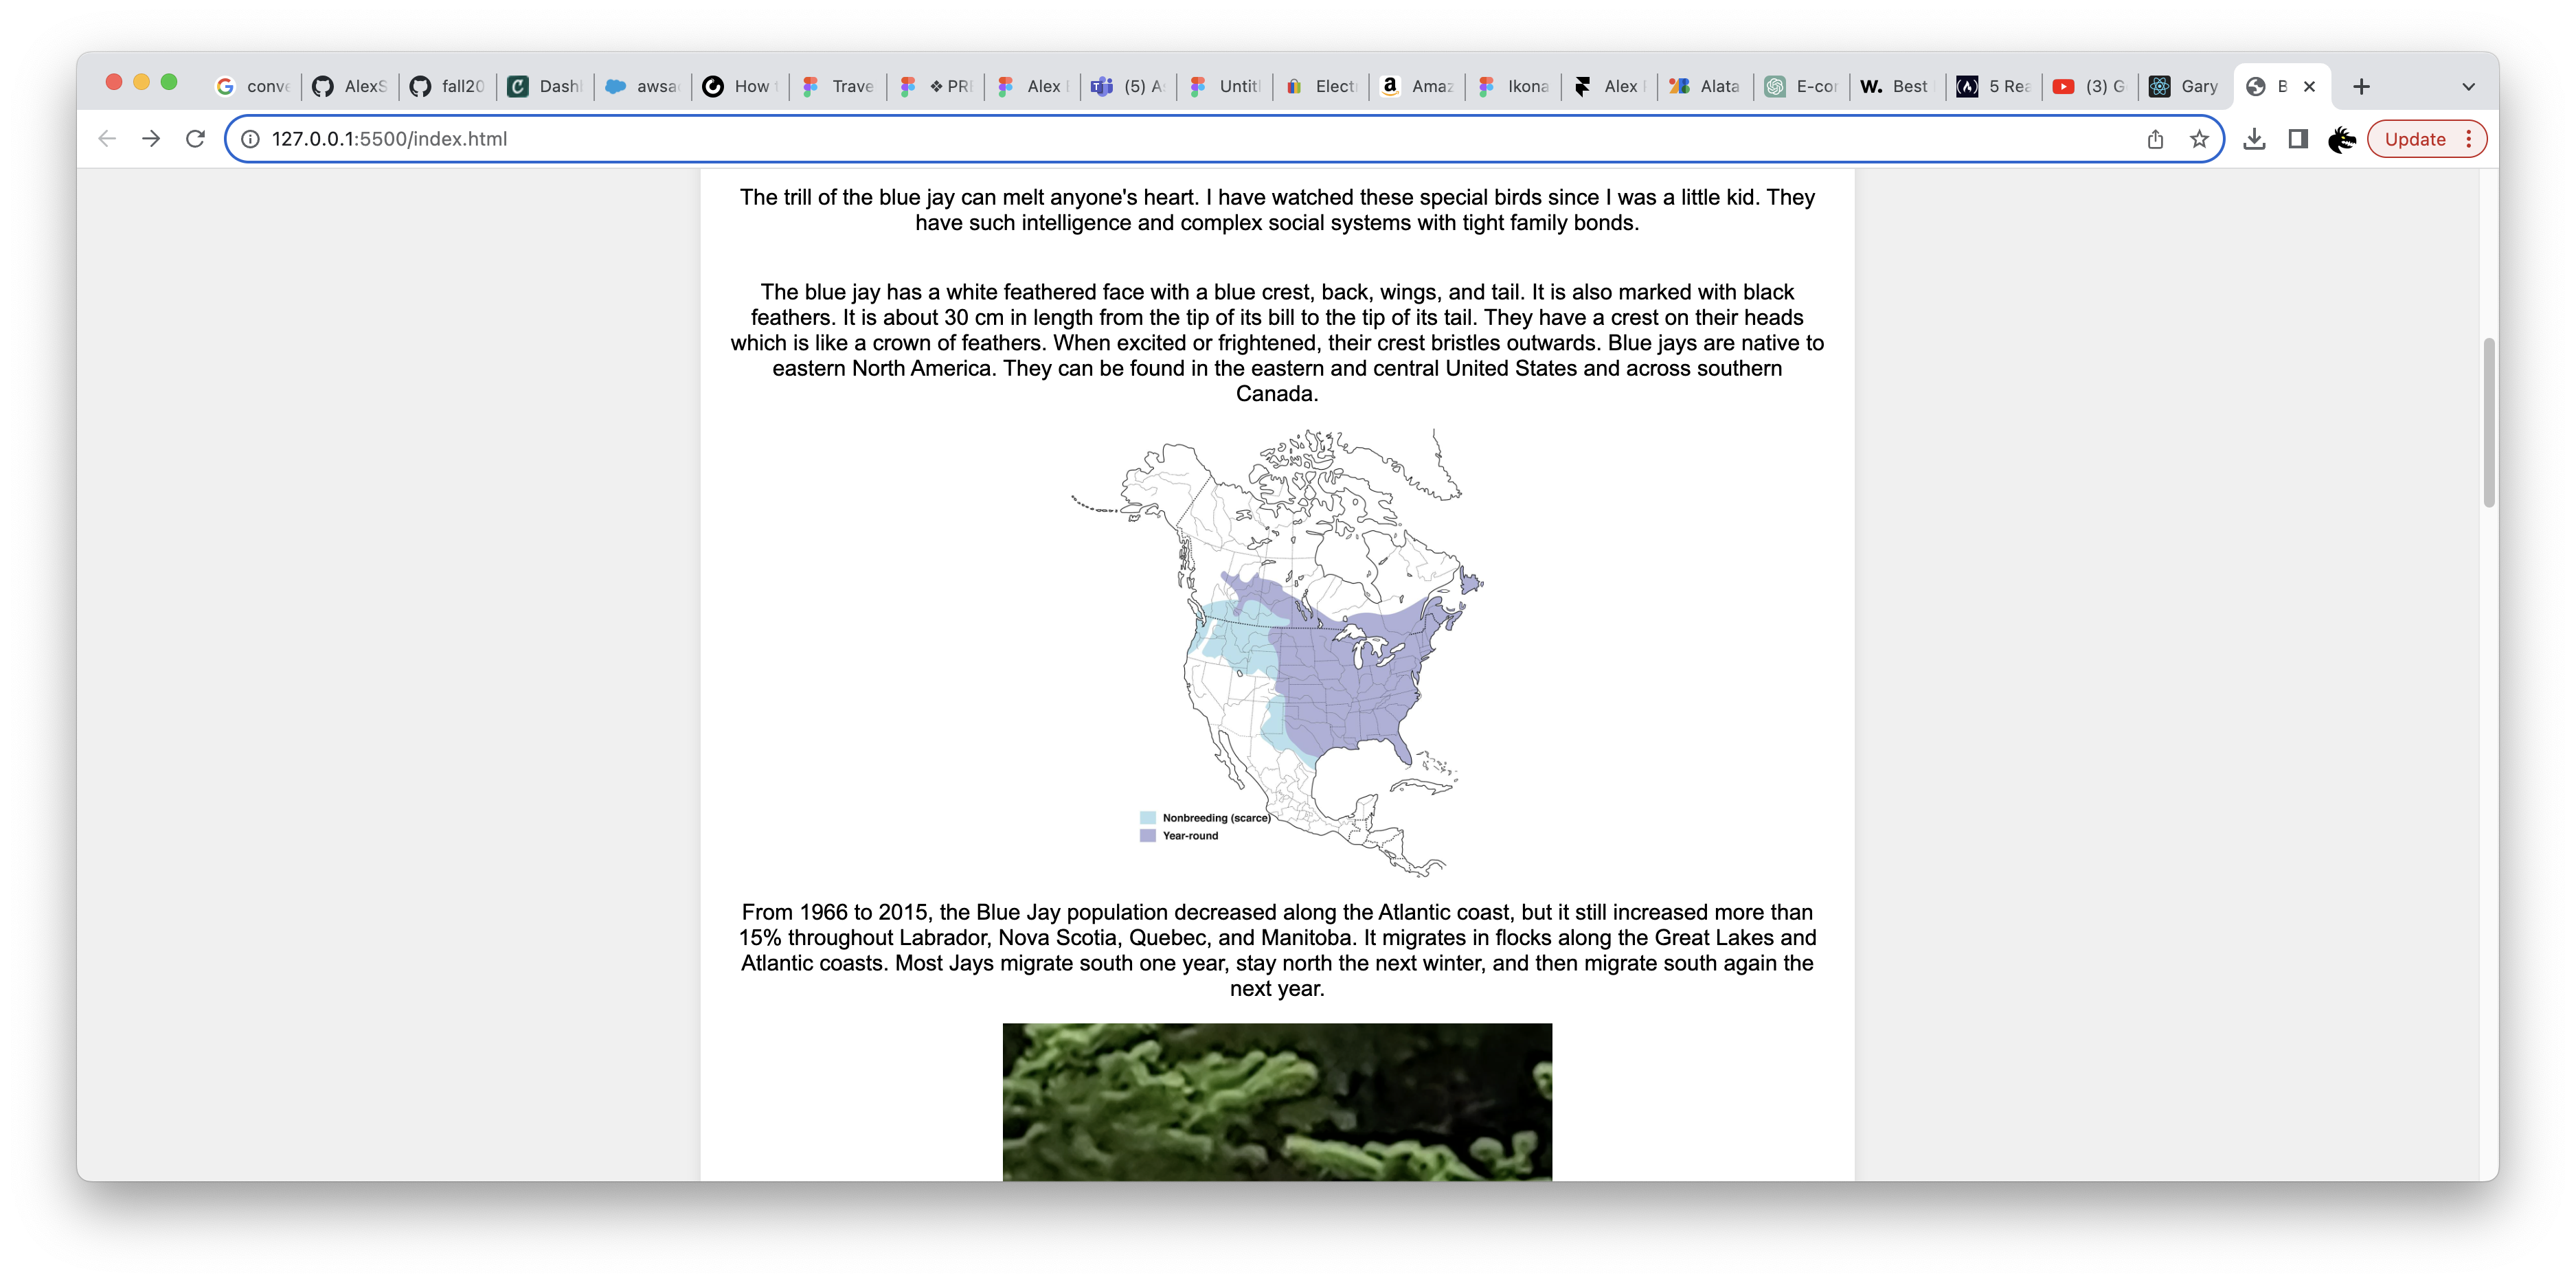 conve
AlexS
fall20
Dashl
awsa
How t
Trave
❖ PRI
Alex
(5) A
Untitl
Elect
Amaz
Ikona
Alex
Alata
E-cor
W. Best
5 Rea
(3) G
Gary
B
127.0.0.1:5500/index.html
Update
The trill of the blue jay can melt anyone's heart. I have watched these special birds since I was a little kid. They
have such intelligence and complex social systems with tight family bonds.
The blue jay has a white feathered face with a blue crest, back, wings, and tail. It is also marked with black
feathers. It is about 30 cm in length from the tip of its bill to the tip of its tail. They have a crest on their heads
which is like a crown of feathers. When excited or frightened, their crest bristles outwards. Blue jays are native to
eastern North America. They can be found in the eastern and central United States and across southern
Canada.
Nonbreeding (scarce)
Year-round
From 1966 to 2015, the Blue Jay population decreased along the Atlantic coast, but it still increased more than
15% throughout Labrador, Nova Scotia, Quebec, and Manitoba. It migrates in flocks along the Great Lakes and
Atlantic coasts. Most Jays migrate south one year, stay north the next winter, and then migrate south again the
next year.